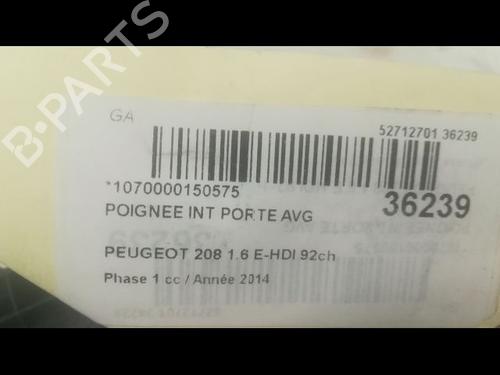 B-PARTS
GA
52712701 36239
*1070000150575
36239
POIGNEE INT PORTE AVG
PEUGEOT 208 1.6 E-HDI 92ch
Phase 1 cc / Année 2014